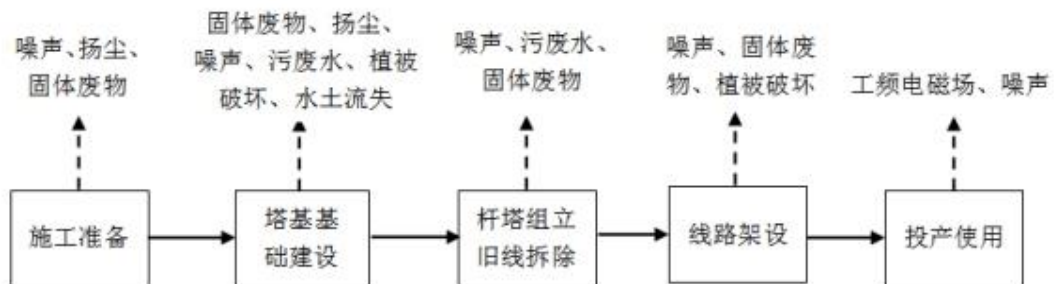 噪声、扬尘、
固体废物
固体废物、扬尘、
噪声、污废水、植被
破坏、水土流失
噪声、污废水、
固体废物
噪声、固体废
物、植被破坏
工频电磁场、噪声
施工准备
塔基基
础建设
杆塔组立
旧线拆除
线路架设
投产使用